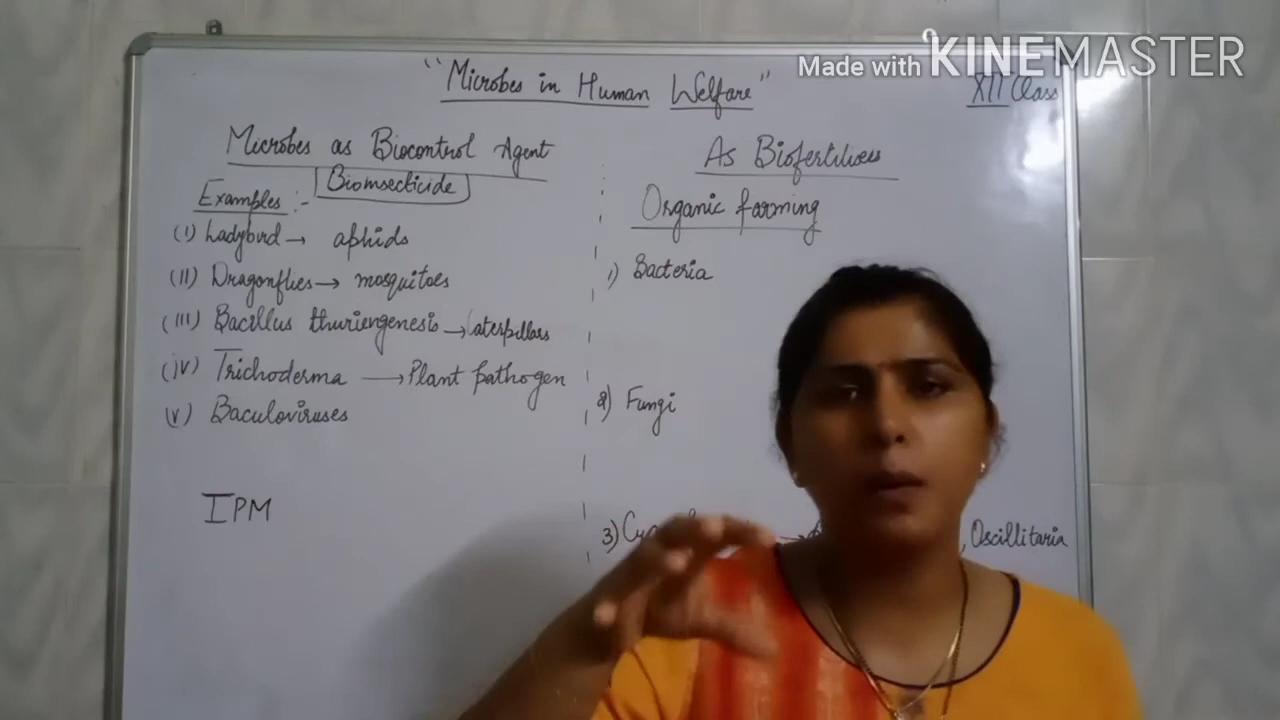 Made with KINEMASTER
"Microbes in Human Welfare"
XII Class
Microbes as Biocontrol Agent
Bioinsecticide
Examples :-
(i) Ladybird → aphids
(ii) Dragonflies → mosquitoes
(iii) Bacillus thuriengenesis → Caterpillars
(iv) Trichoderma → Plant pathogen
(v) Baculoviruses
IPM
As Biofertilizers
Organic farming
1) Bacteria
2) Fungi
3)
, Oscillitaria